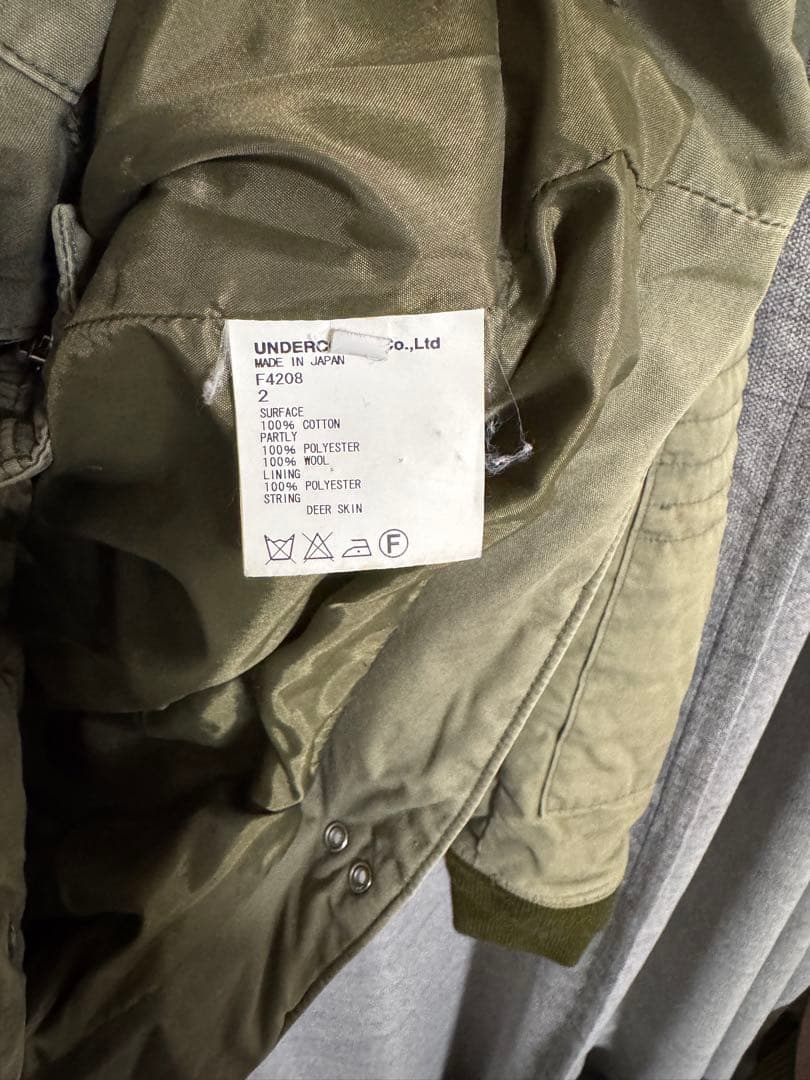 UNDERC Co.,Ltd
MADE IN JAPAN
F4208
2
SURFACE
100% COTTON
PARTLY
100% POLYESTER
100% WOOL
LINING
100% POLYESTER
STRING
DEER SKIN
F